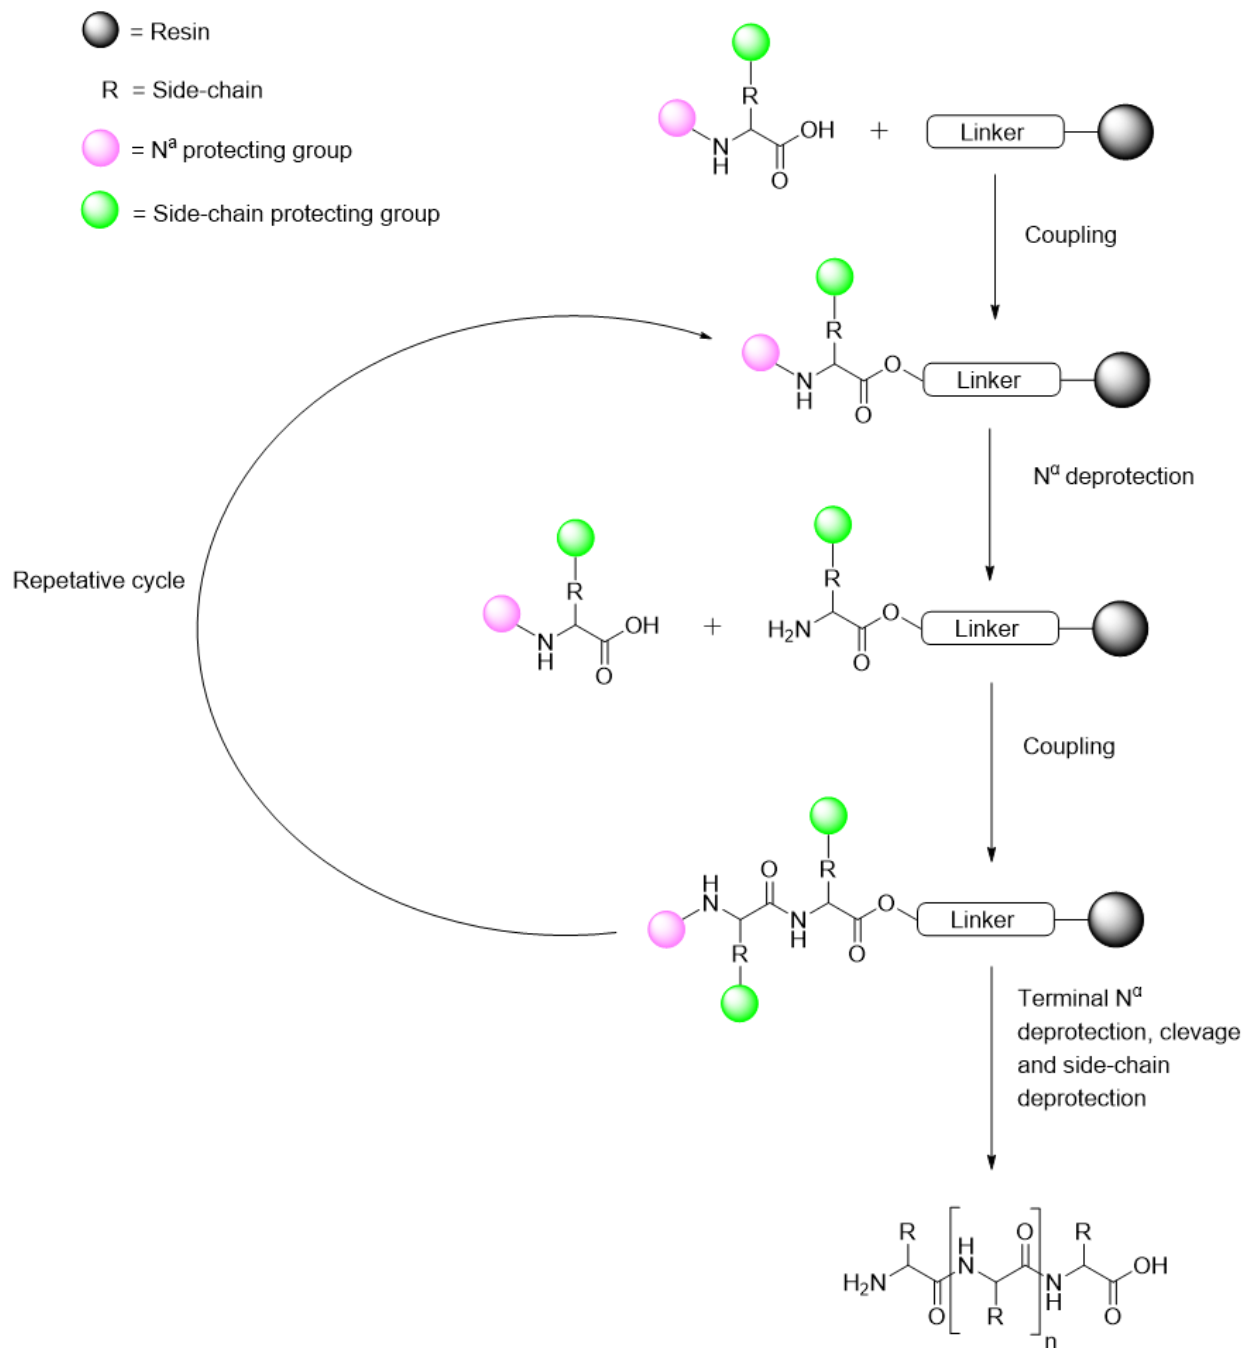 = Resin
R = Side-chain
= Nª protecting group
= Side-chain protecting group
R
N
H
OH
O
+
Linker
Coupling
R
N
H
O
O
Linker
Nα deprotection
Repetative cycle
R
N
H
OH
O
+
R
H₂N
O
O
Linker
Coupling
H
N
R
O
N
H
R
O
O
Linker
Terminal Nα
deprotection, clevage
and side-chain
deprotection
R
H₂N
O
H
N
R
O
n
N
H
R
OH
O